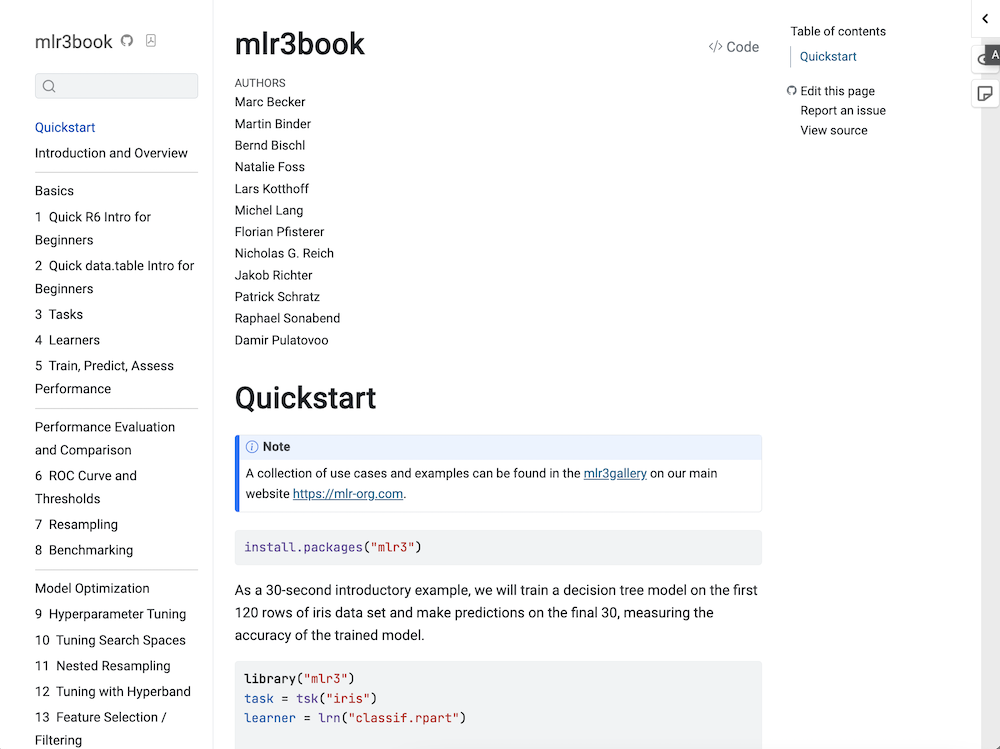 mlr3book
Quickstart
Introduction and Overview
Basics
1 Quick R6 Intro for
Beginners
2 Quick data.table Intro for
Beginners
3 Tasks
4 Learners
5 Train, Predict, Assess
Performance
Performance Evaluation
and Comparison
6 ROC Curve and
Thresholds
7 Resampling
8 Benchmarking
Model Optimization
9 Hyperparameter Tuning
10 Tuning Search Spaces
11 Nested Resampling
12 Tuning with Hyperband
13 Feature Selection /
Filtering
mlr3book
</> Code
AUTHORS
Marc Becker
Martin Binder
Bernd Bischl
Natalie Foss
Lars Kotthoff
Michel Lang
Florian Pfisterer
Nicholas G. Reich
Jakob Richter
Patrick Schratz
Raphael Sonabend
Damir Pulatovoo
Quickstart
Note
A collection of use cases and examples can be found in the mlr3gallery on our main
website https://mlr-org.com.
install.packages("mlr3")
As a 30-second introductory example, we will train a decision tree model on the first
120 rows of iris data set and make predictions on the final 30, measuring the
accuracy of the trained model.
library("mlr3")
task = tsk("iris")
learner = lrn("classif.rpart")
Table of contents
Quickstart
Edit this page
Report an issue
View source
A